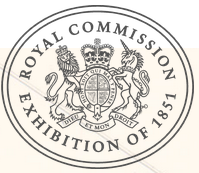 ROYAL COMMISSION
EXHIBITION OF 1851
DIEU ET MON DROIT